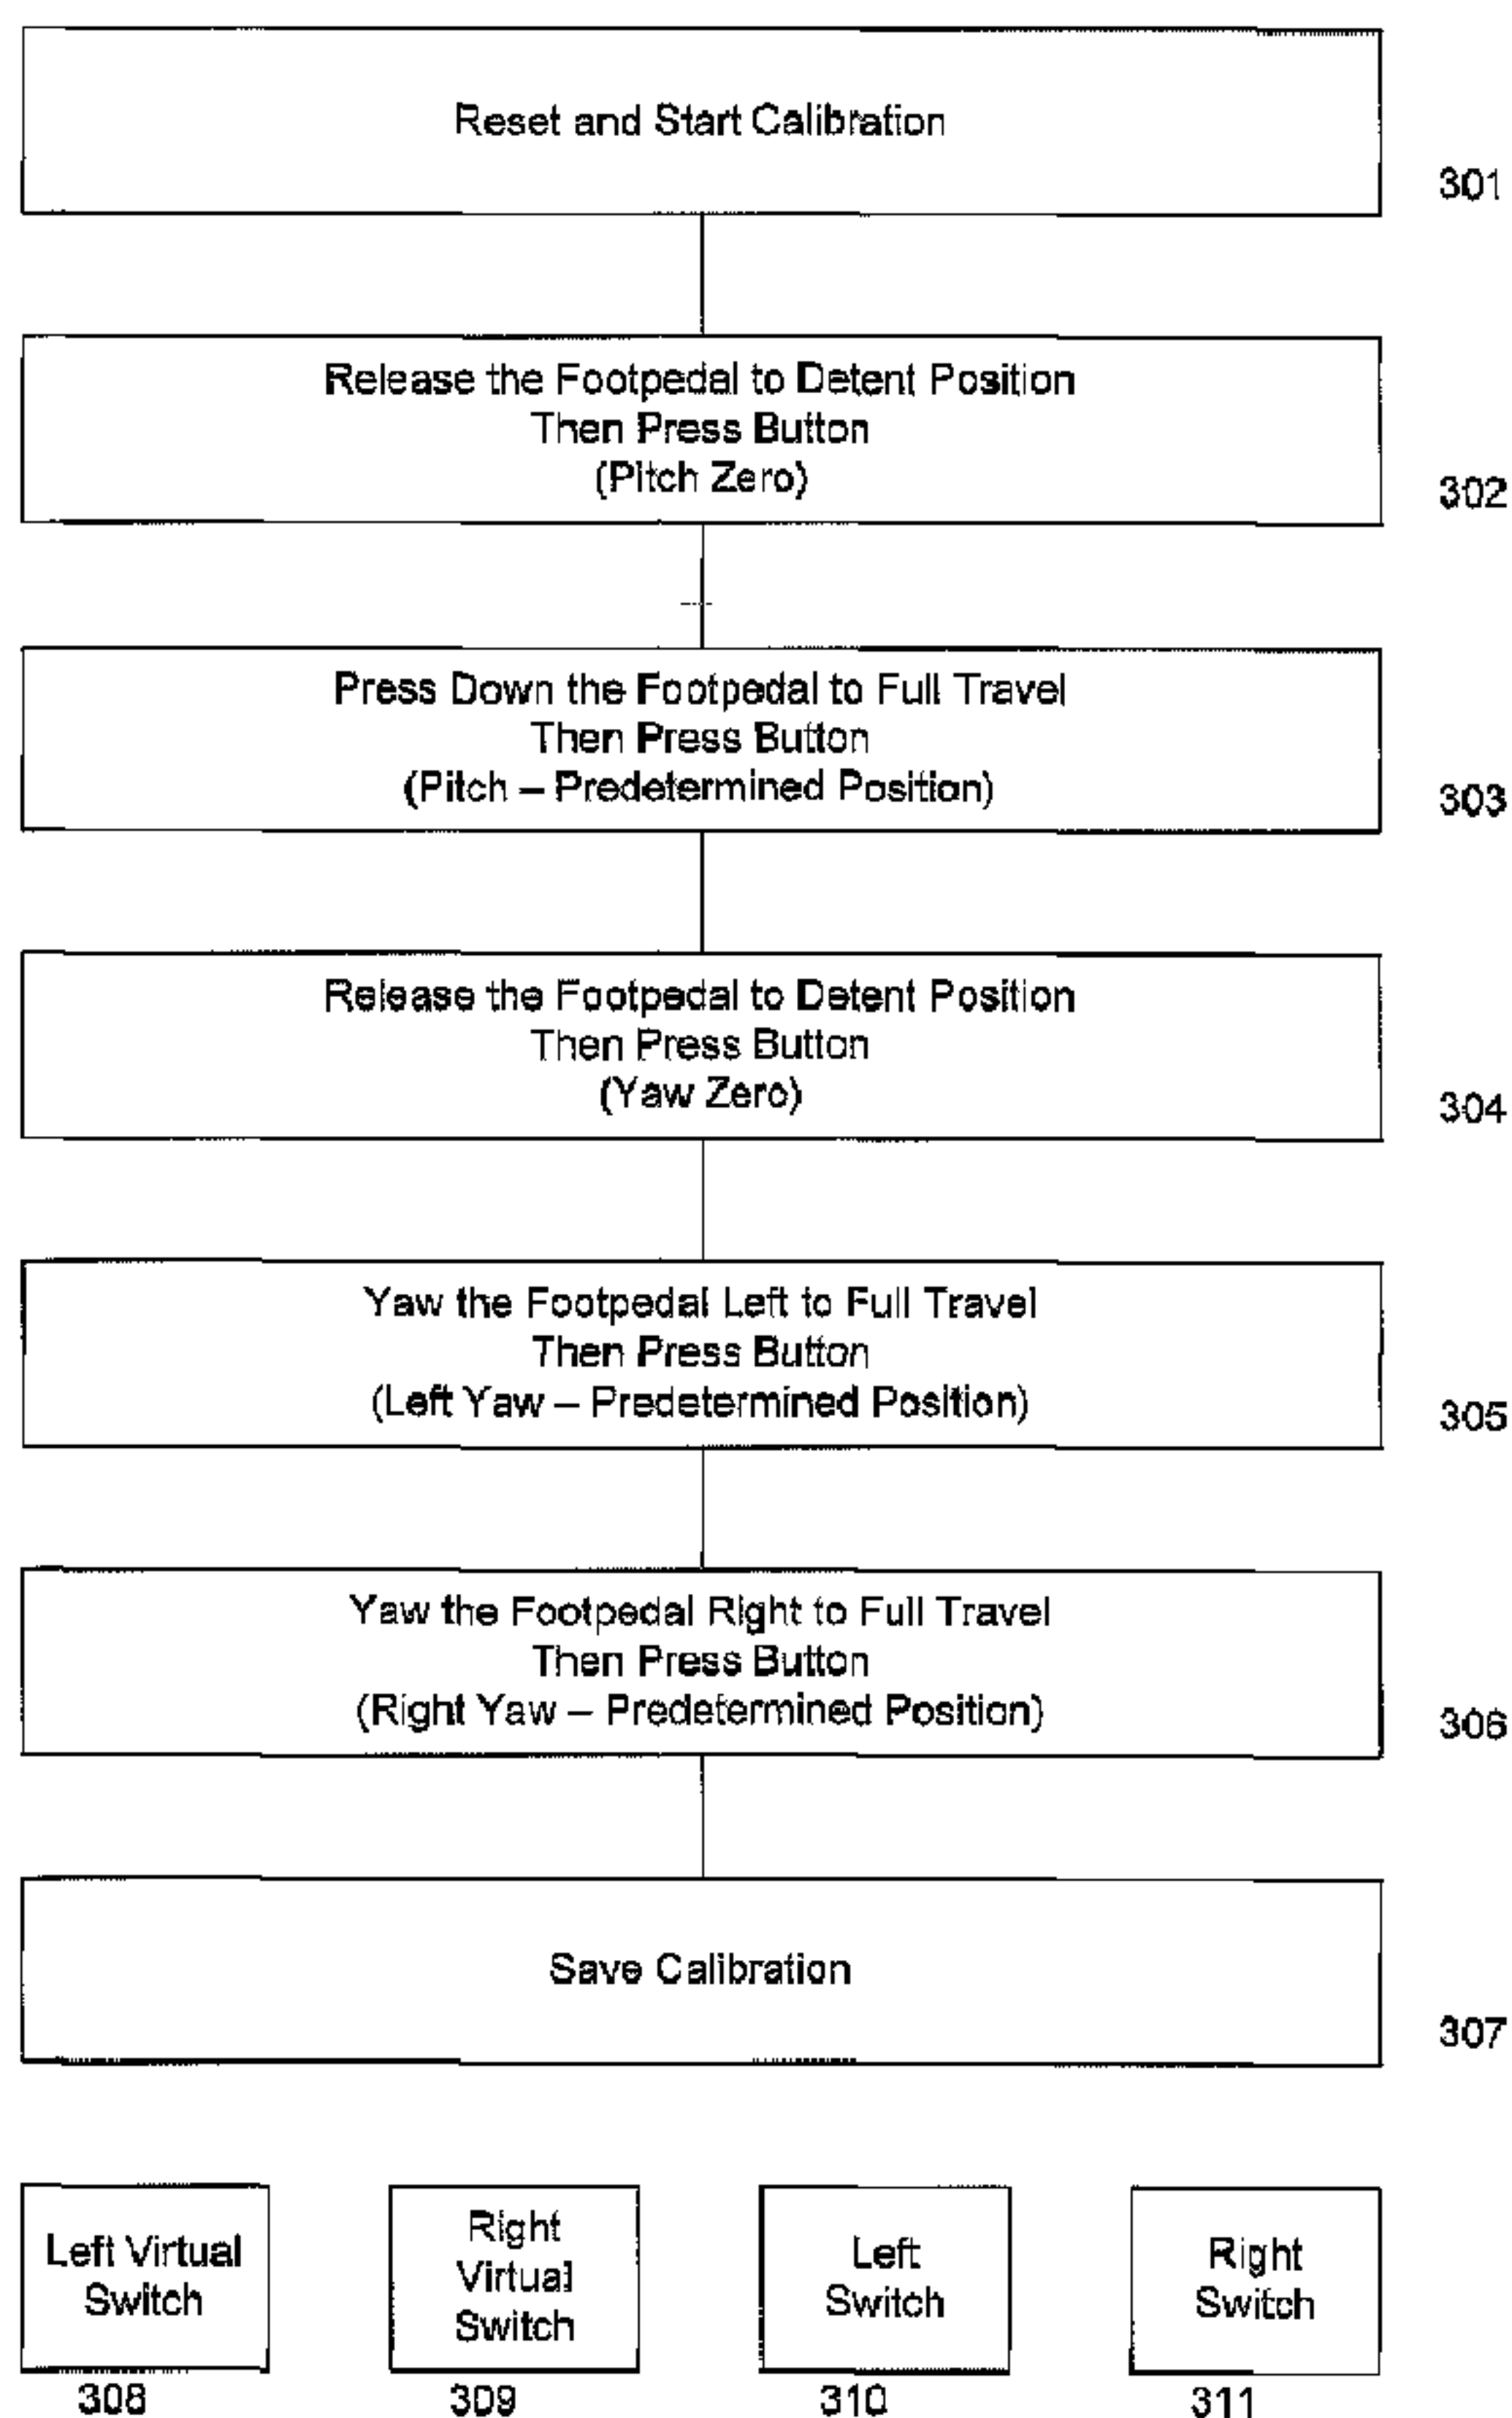 Reset and Start Calibration
301
Release the Footpedal to Detent Position
Then Press Button
(Pitch Zero)
302
Press Down the Footpedal to Full Travel
Then Press Button
(Pitch – Predetermined Position)
303
Release the Footpedal to Detent Position
Then Press Button
(Yaw Zero)
304
Yaw the Footpedal Left to Full Travel
Then Press Button
(Left Yaw – Predetermined Position)
305
Yaw the Footpedal Right to Full Travel
Then Press Button
(Right Yaw – Predetermined Position)
306
Save Calibration
307
Left Virtual
Switch
308
Right
Virtual
Switch
309
Left
Switch
310
Right
Switch
311